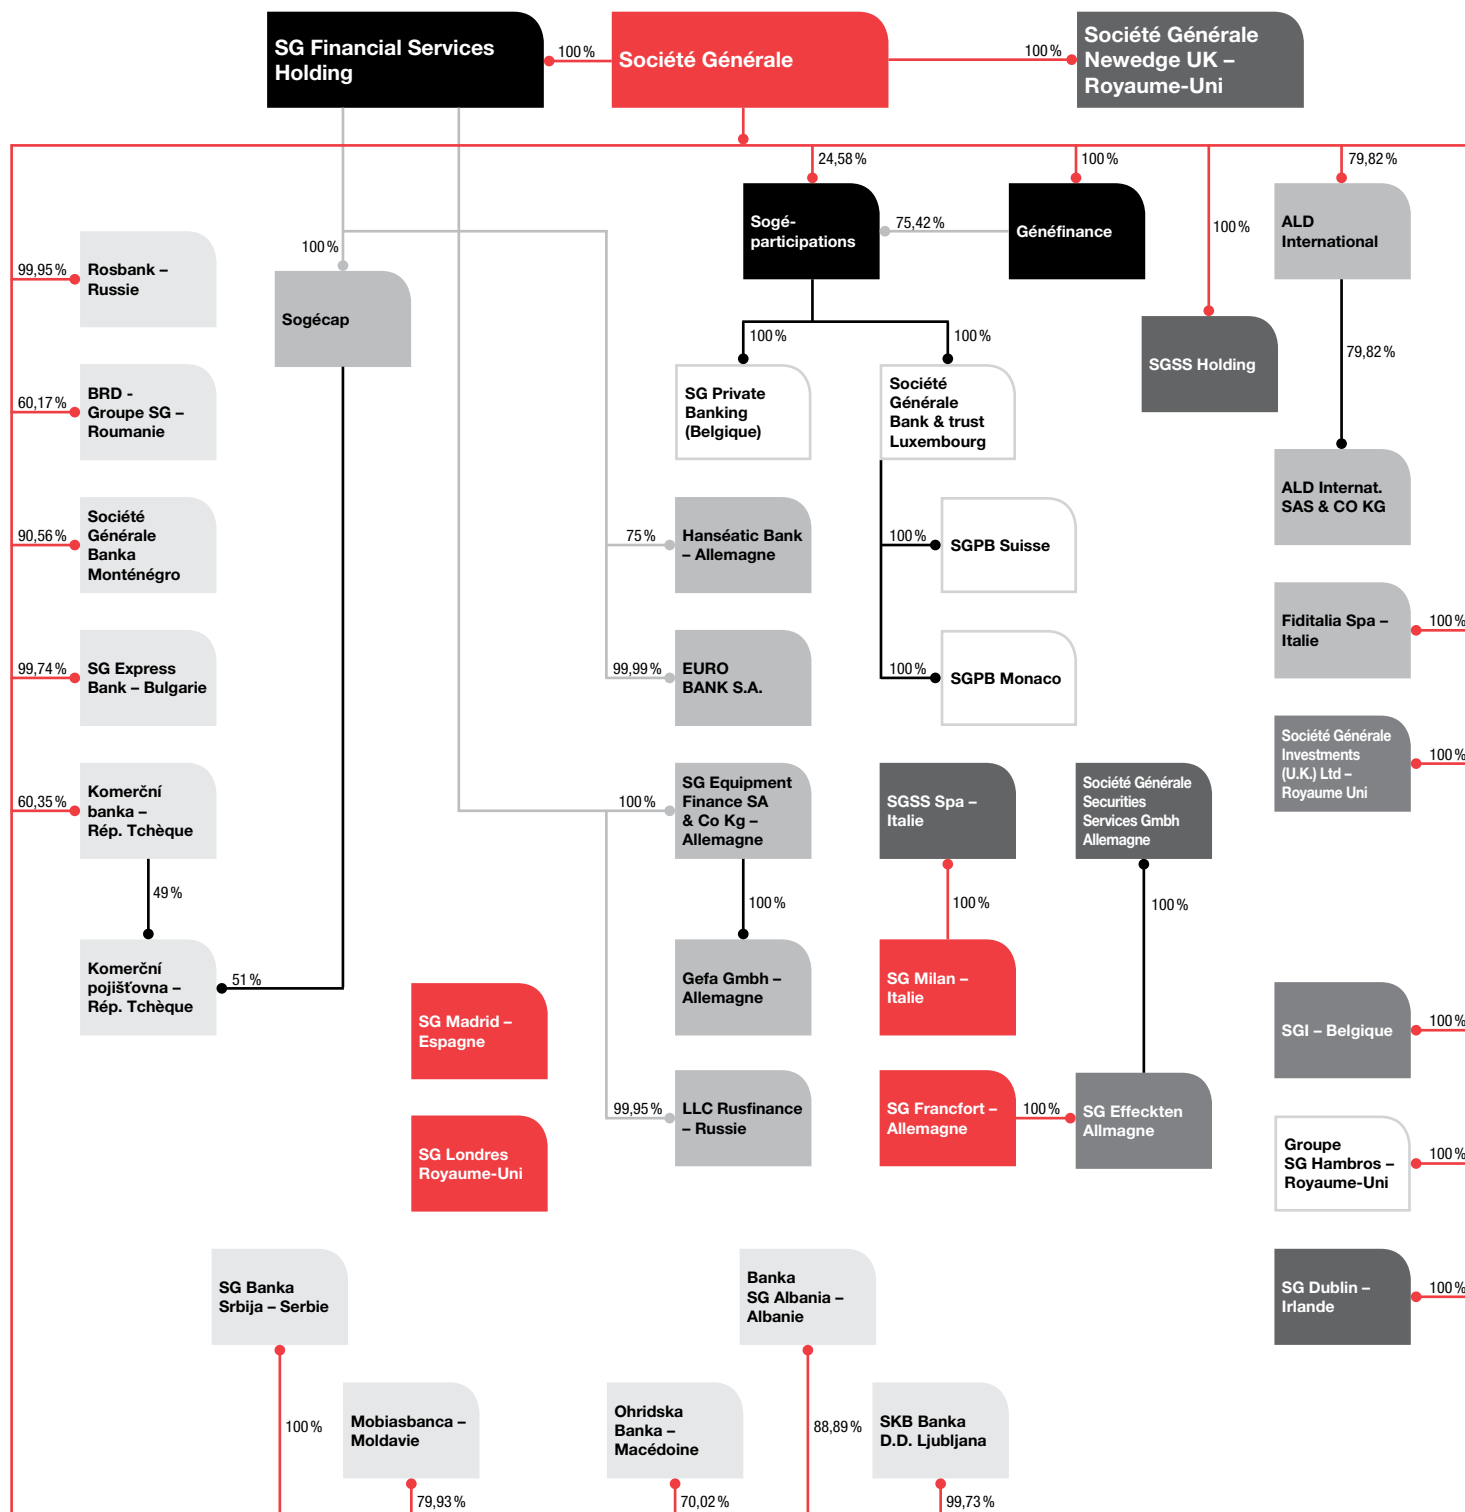 SG Financial Services
Holding
100 %
Société Générale
100 %
Société Générale
Newedge UK –
Royaume-Uni
24,58 %
100 %
79,82 %
Sogé-
participations
75,42 %
Généfinance
100 %
ALD
International
99,95 %
Rosbank –
Russie
100 %
Sogécap
100 %
100 %
SGSS Holding
79,82 %
60,17 %
BRD -
Groupe SG –
Roumanie
SG Private
Banking
(Belgique)
Société
Générale
Bank & trust
Luxembourg
ALD Internat.
SAS & CO KG
90,56 %
Société
Générale
Banka
Monténégro
75 %
Hanséatic Bank
– Allemagne
100 %
SGPB Suisse
Fiditalia Spa –
Italie
100 %
99,74 %
SG Express
Bank – Bulgarie
99,99 %
EURO
BANK S.A.
100 %
SGPB Monaco
Société Générale
Investments
(U.K.) Ltd –
Royaume Uni
100 %
60,35 %
Komerční
banka –
Rép. Tchèque
100 %
SG Equipment
Finance SA
& Co Kg –
Allemagne
SGSS Spa –
Italie
Société Générale
Securities
Services Gmbh
Allemagne
49 %
100 %
100 %
100 %
Komerční
pojišťovna –
Rép. Tchèque
51 %
SG Madrid –
Espagne
Gefa Gmbh –
Allemagne
SG Milan –
Italie
SGI – Belgique
100 %
SG Londres
Royaume-Uni
99,95 %
LLC Rusfinance
– Russie
SG Francfort –
Allemagne
100 %
SG Effeckten
Allmagne
Groupe
SG Hambros –
Royaume-Uni
100 %
SG Banka
Srbija – Serbie
Banka
SG Albania –
Albanie
SG Dublin –
Irlande
100 %
100 %
Mobiasbanca –
Moldavie
Ohridska
Banka –
Macédoine
88,89 %
SKB Banka
D.D. Ljubljana
79,93 %
70,02 %
99,73 %